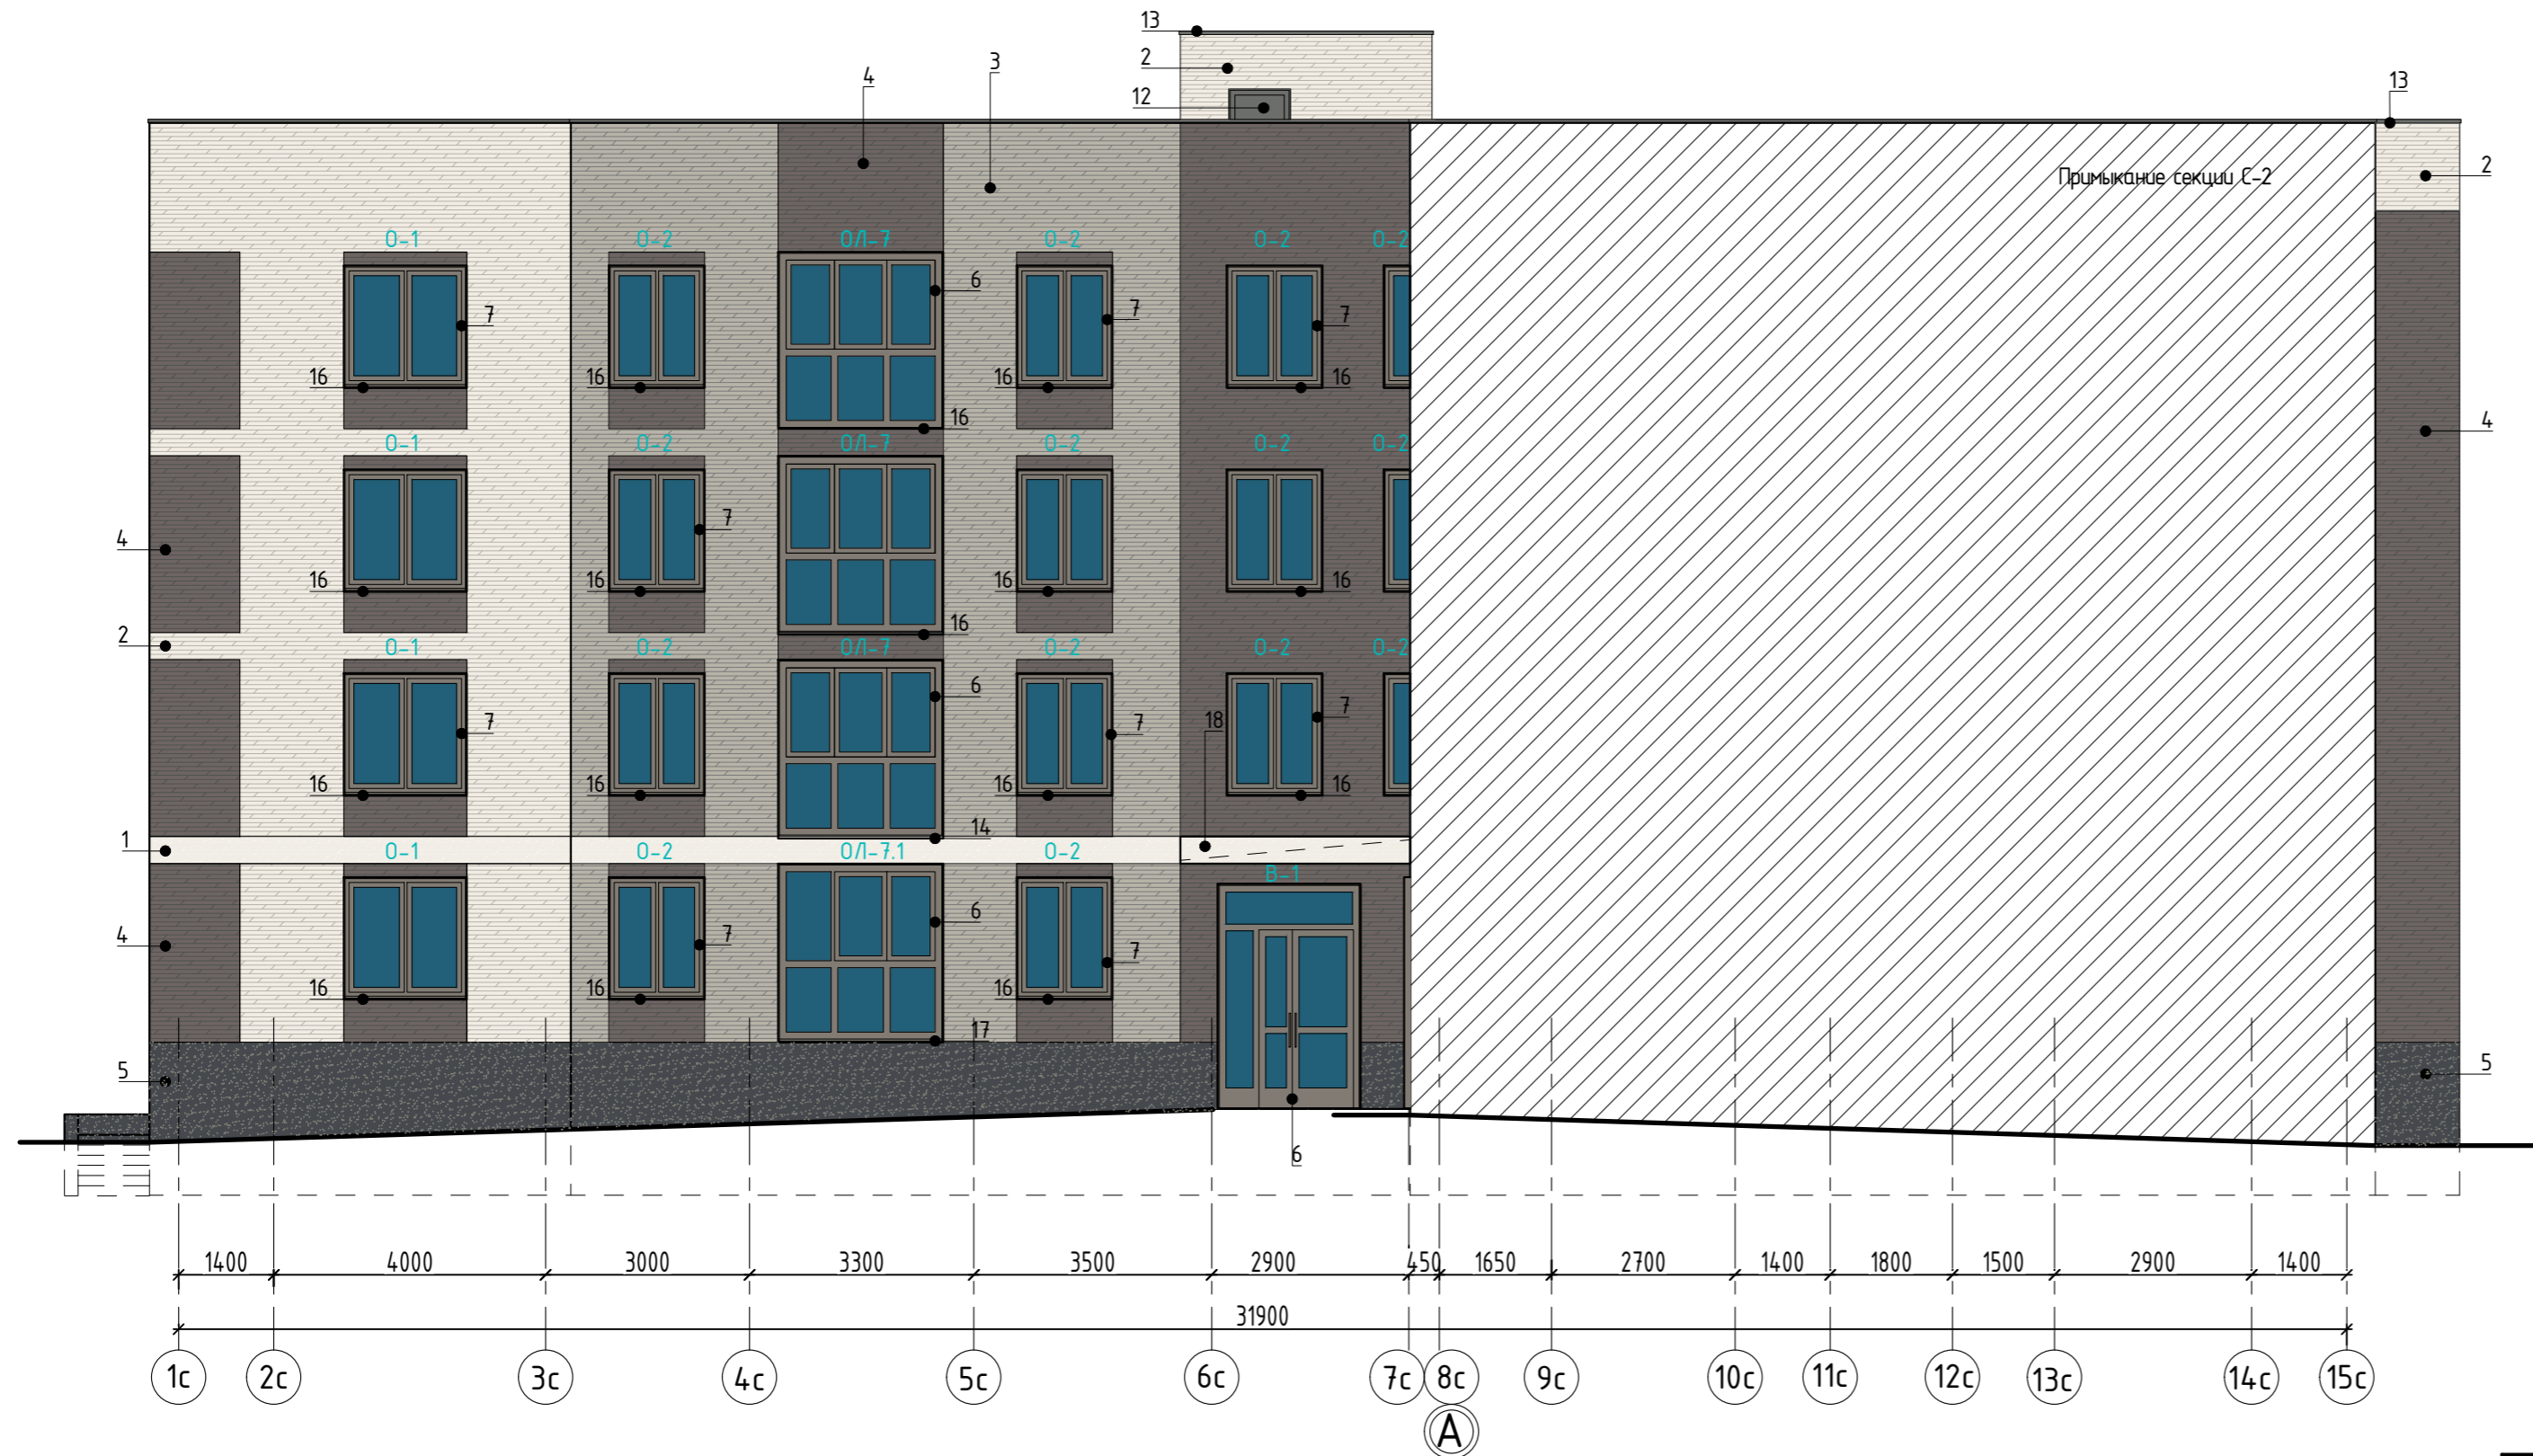 13
2
12
4
3
13
Примыкание секции С-2
2
О-1
О-2
ОЛ-7
О-2
О-2
О-2
6
7
7
7
16
16
16
16
16
4
О-1
О-2
ОЛ-7
О-2
О-2
О-2
7
4
16
16
16
16
16
2
О-1
О-2
ОЛ-7
О-2
О-2
О-2
6
7
7
7
18
16
16
16
16
14
1
О-1
О-2
ОЛ-7.1
О-2
В-1
6
4
7
7
16
16
16
17
5
5
6
1400
4000
3000
3300
3500
2900
450
1650
2700
1400
1800
1500
2900
1400
31900
1с
2с
3с
4с
5с
6с
7с
8с
9с
10с
11с
12с
13с
14с
15с
А